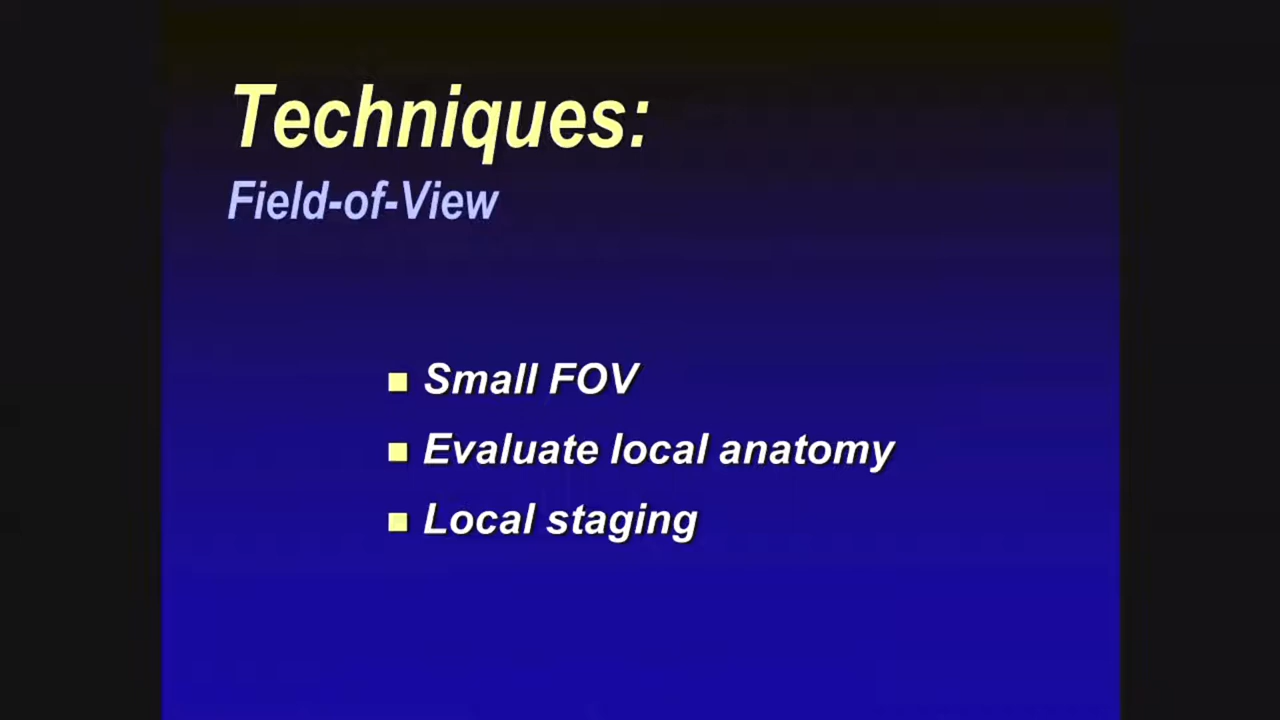 Techniques:
Field-of-View
Small FOV
Evaluate local anatomy
Local staging